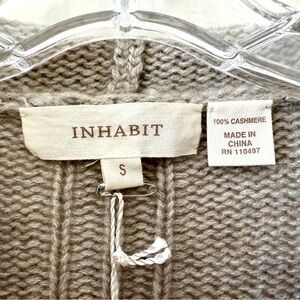 INHABIT
S
100% CASHMERE
MADE IN
CHINA
RN 110497